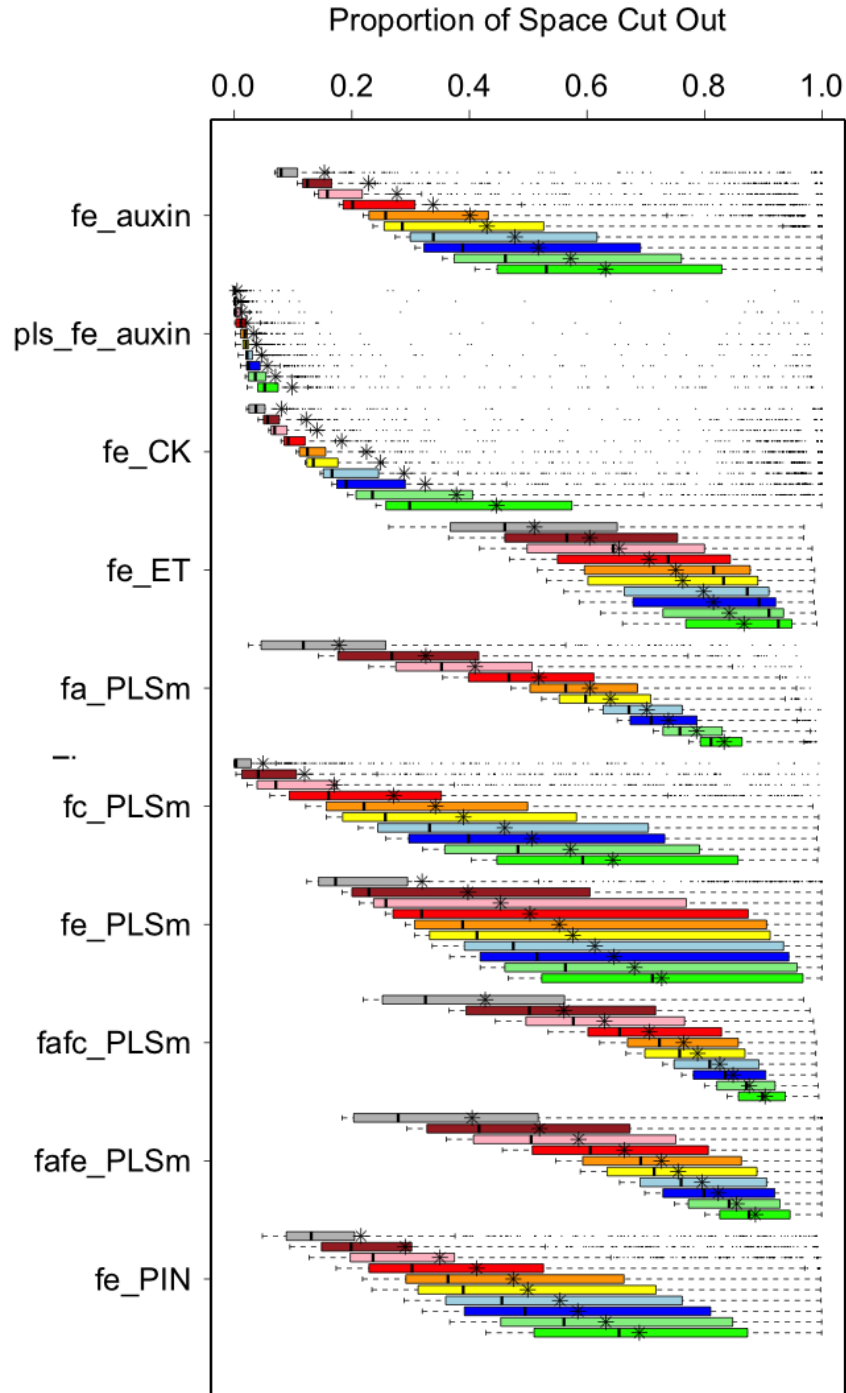 Proportion of Space Cut Out
0.0 0.2 0.4 0.6 0.8 1.0
fe_auxin
pls_fe_auxin
fe_CK
fe_ET
fa_PLSm
fc_PLSm
fe_PLSm
fafc_PLSm
fafe_PLSm
fe_PIN